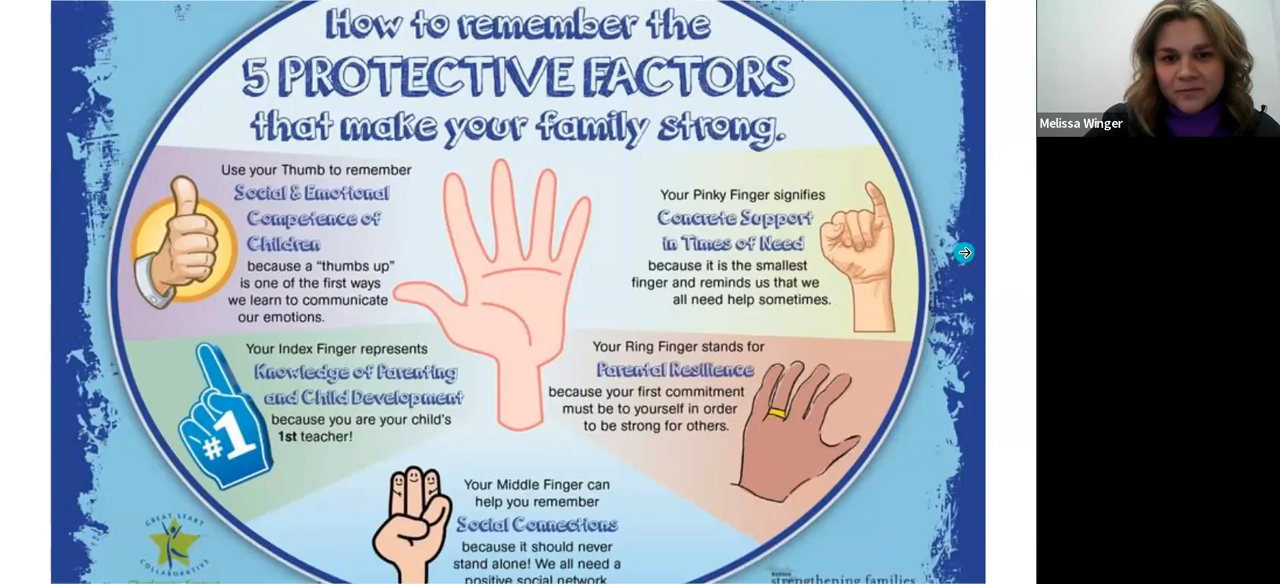 How to remember the
5 PROTECTIVE FACTORS
that make your family strong.
Use your Thumb to remember
Social & Emotional
Competence of
Children
because a “thumbs up”
is one of the first ways
we learn to communicate
our emotions.
Your Pinky Finger signifies
Concrete Support
in Times of Need
because it is the smallest
finger and reminds us that we
all need help sometimes.
Your Index Finger represents
Knowledge of Parenting
and Child Development
because you are your child's
1st teacher!
#1
Your Ring Finger stands for
Parental Resilience
because your first commitment
must be to yourself in order
to be strong for others.
Your Middle Finger can
help you remember
Social Connections
because it should never
stand alone! We all need a
positive social network
GREAT START
COLLABORATIVE
strengthening families
Melissa Winger